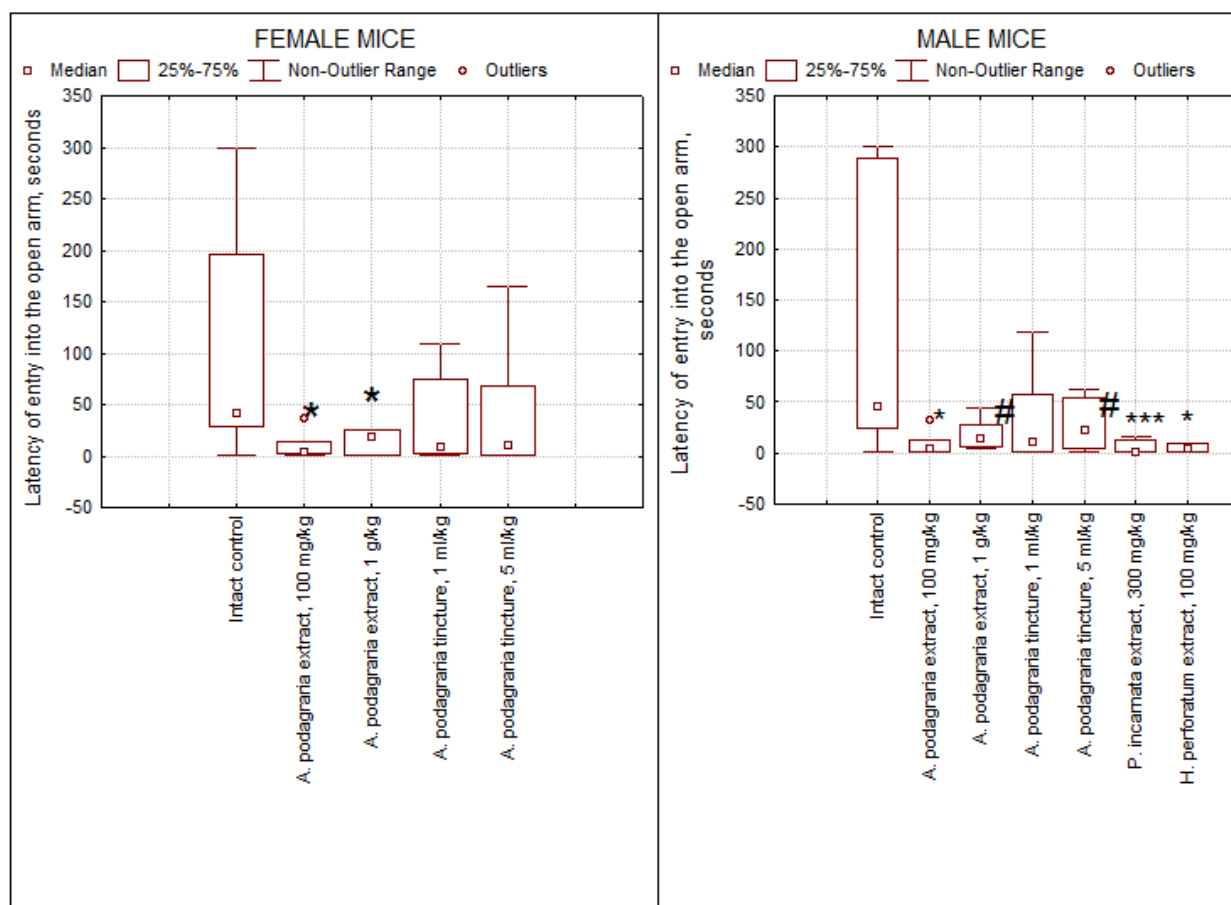 FEMALE MICE
Median 25%-75% Non-Outlier Range Outliers
Latency of entry into the open arm, seconds
350
300
250
200
150
100
50
0
-50
*
*
Intact control
A. podagraria extract, 100 mg/kg
A. podagraria extract, 1 g/kg
A. podagraria tincture, 1 ml/kg
A. podagraria tincture, 5 ml/kg
MALE MICE
Median 25%-75% Non-Outlier Range Outliers
Latency of entry into the open arm,
seconds
350
300
250
200
150
100
50
0
-50
*
#
#
***
*
Intact control
A. podagraria extract, 100 mg/kg
A. podagraria extract, 1 g/kg
A. podagraria tincture, 1 ml/kg
A. podagraria tincture, 5 ml/kg
P. incarnata extract, 300 mg/kg
H. perforatum extract, 100 mg/kg